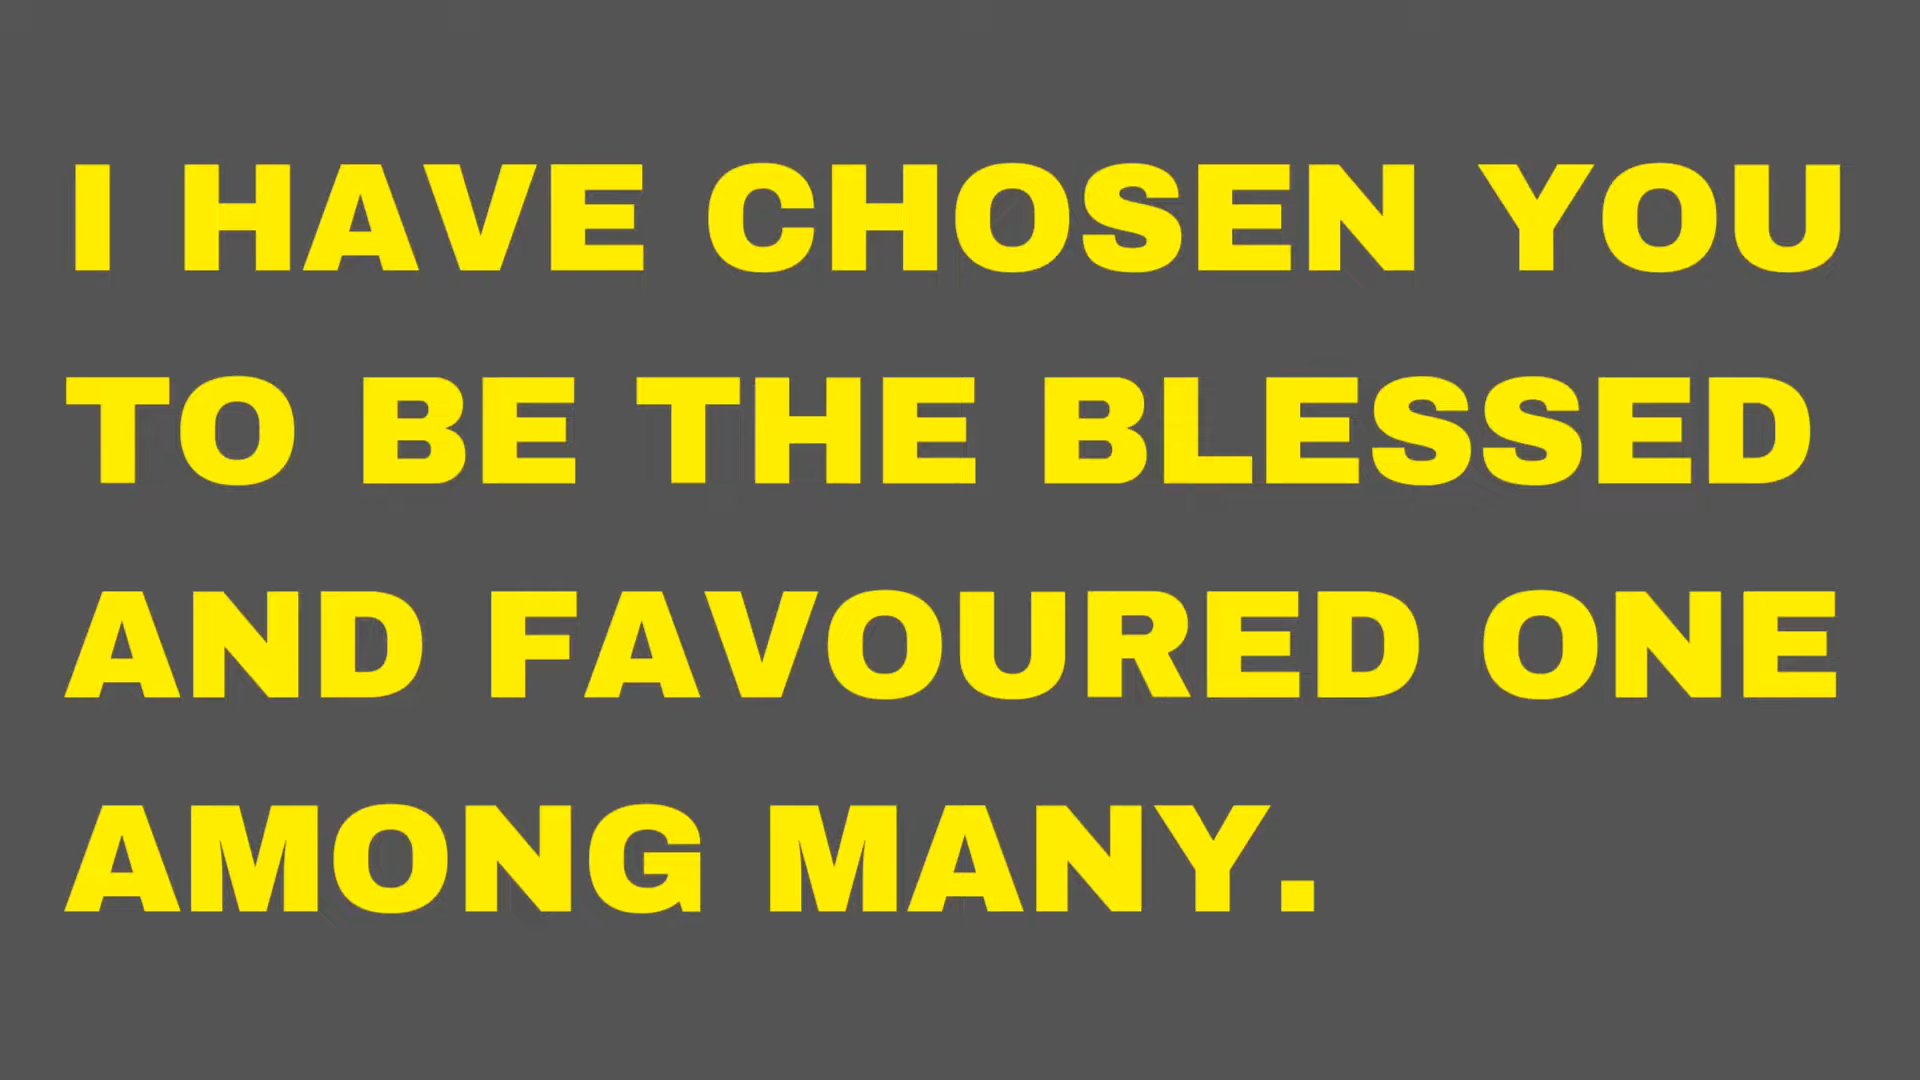 I HAVE CHOSEN YOU
TO BE THE BLESSED
AND FAVOURED ONE
AMONG MANY.